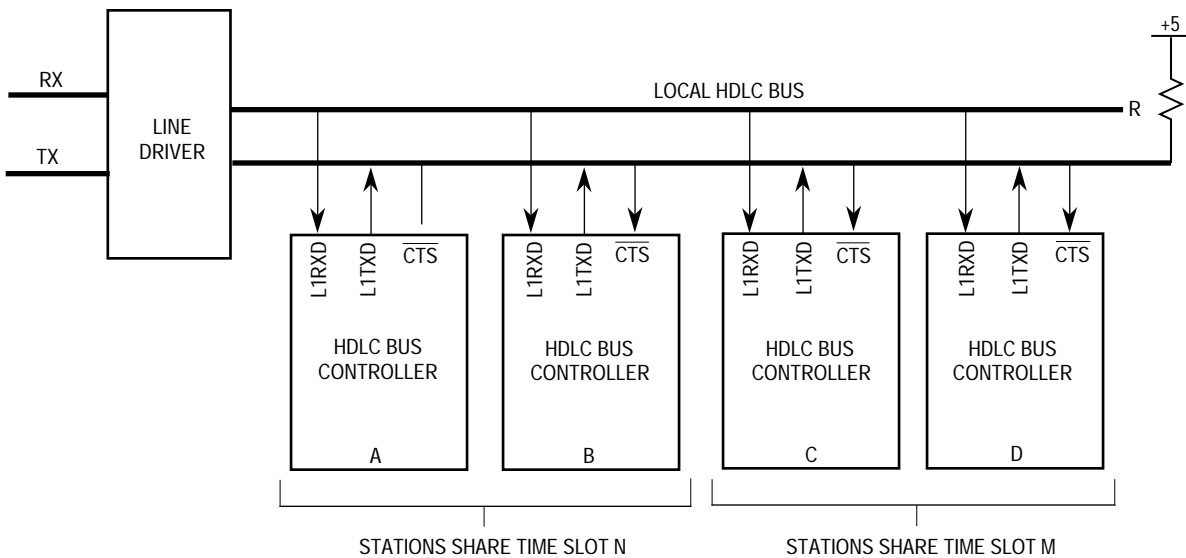 +5
RX
LOCAL HDLC BUS
R
LINE
DRIVER
TX
L1RXD
L1TXD
CTS
L1RXD
L1TXD
CTS
L1RXD
L1TXD
CTS
L1RXD
L1TXD
CTS
HDLC BUS
CONTROLLER
HDLC BUS
CONTROLLER
HDLC BUS
CONTROLLER
HDLC BUS
CONTROLLER
A
B
C
D
STATIONS SHARE TIME SLOT N
STATIONS SHARE TIME SLOT M